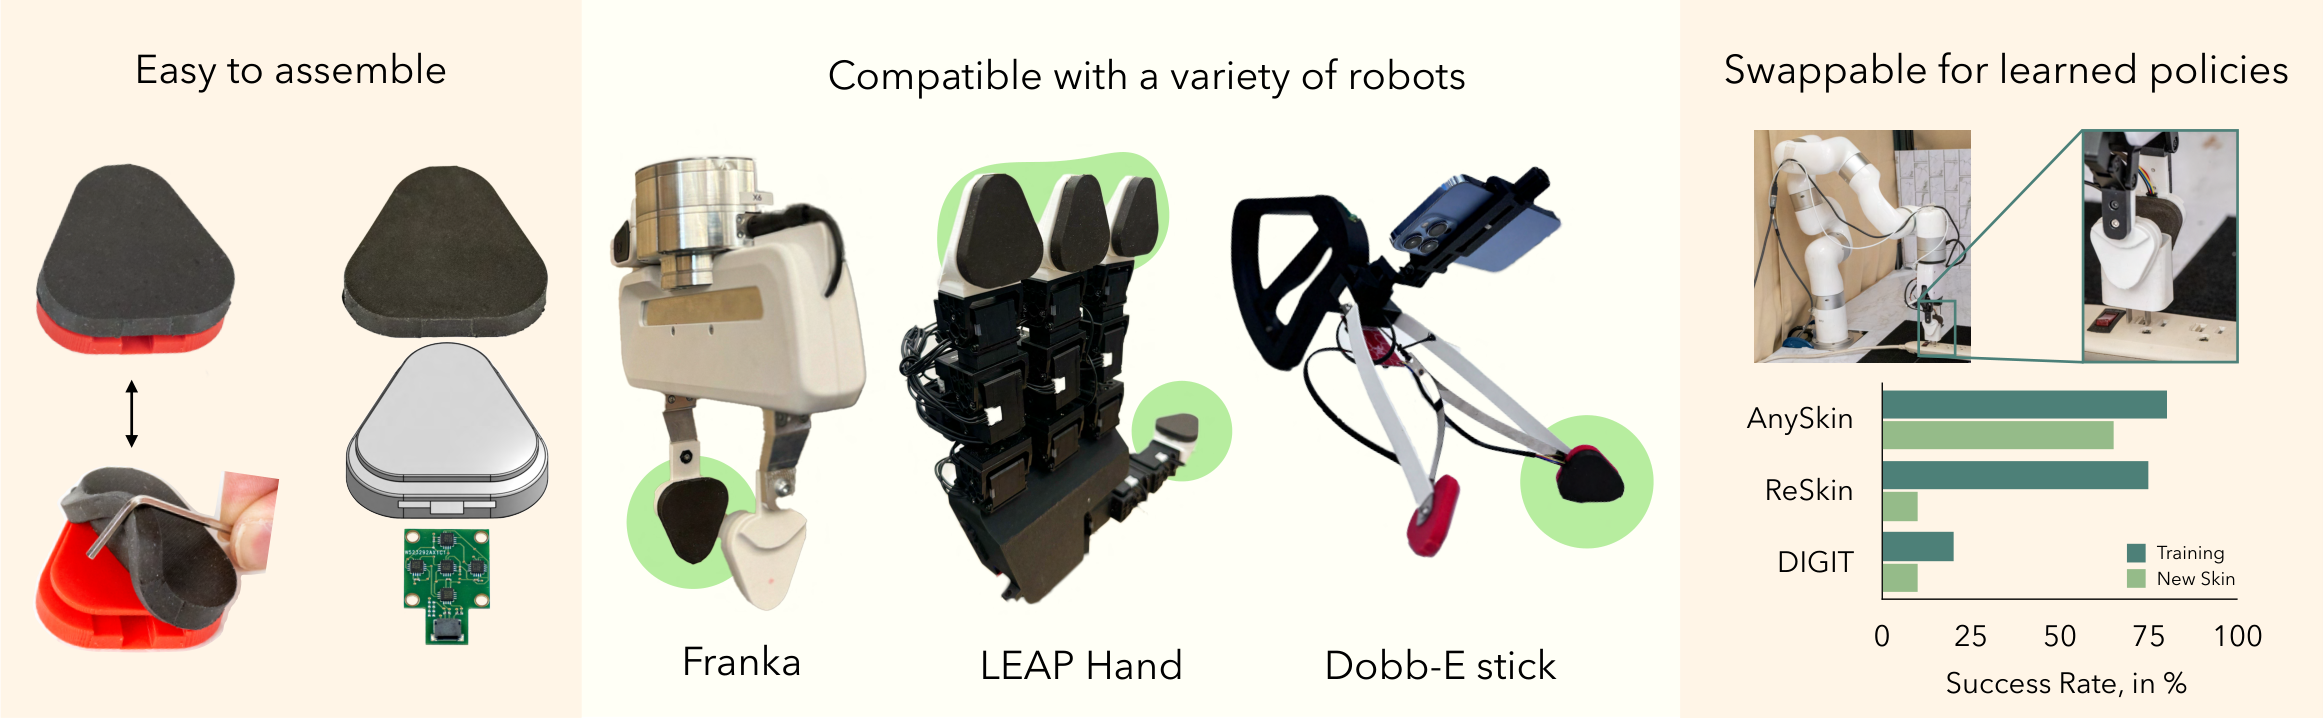 Easy to assemble
Compatible with a variety of robots
Franka
LEAP Hand
Dobb-E stick
Swappable for learned policies
AnySkin
ReSkin
DIGIT
Training
New Skin
0 25 50 75 100
Success Rate, in %
X6